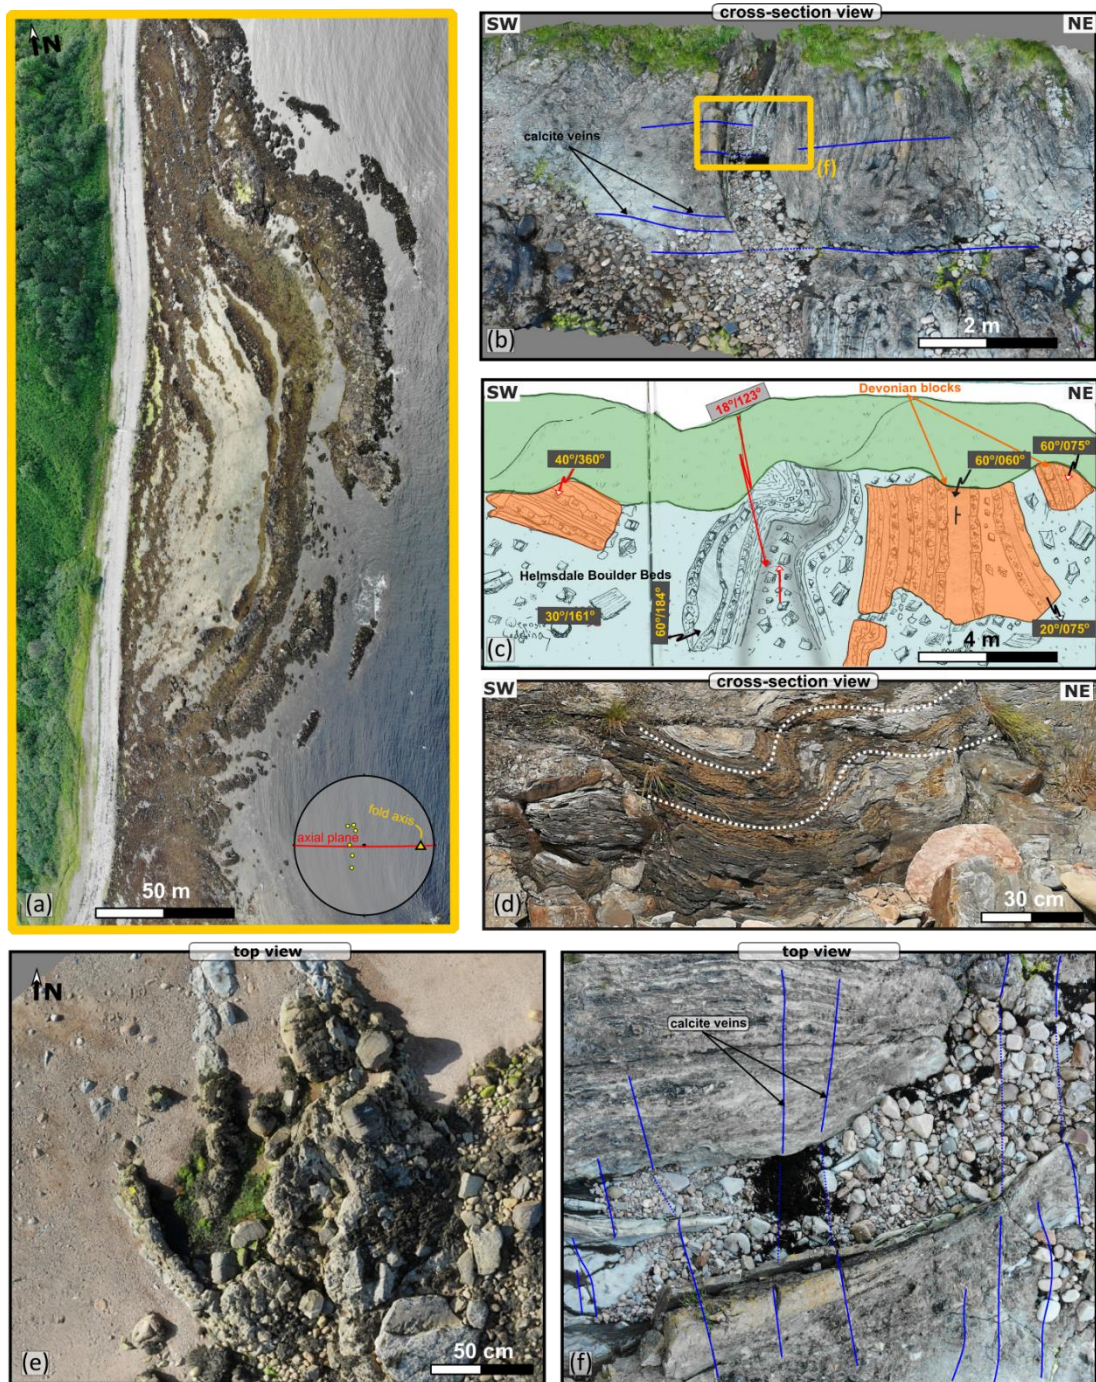 N
fold axis
axial plane
50 m
(a)
cross-section view
SW
NE
calcite veins
(f)
2 m
(b)
SW
NE
18°/123°
Devonian blocks
40°/360°
60°/060°
60°/075°
Helmsdale Boulder Beds
30°/161°
60°/184°
20°/075°
4 m
(c)
SW
cross-section view
NE
30 cm
(d)
top view
N
50 cm
(e)
top view
calcite veins
(f)